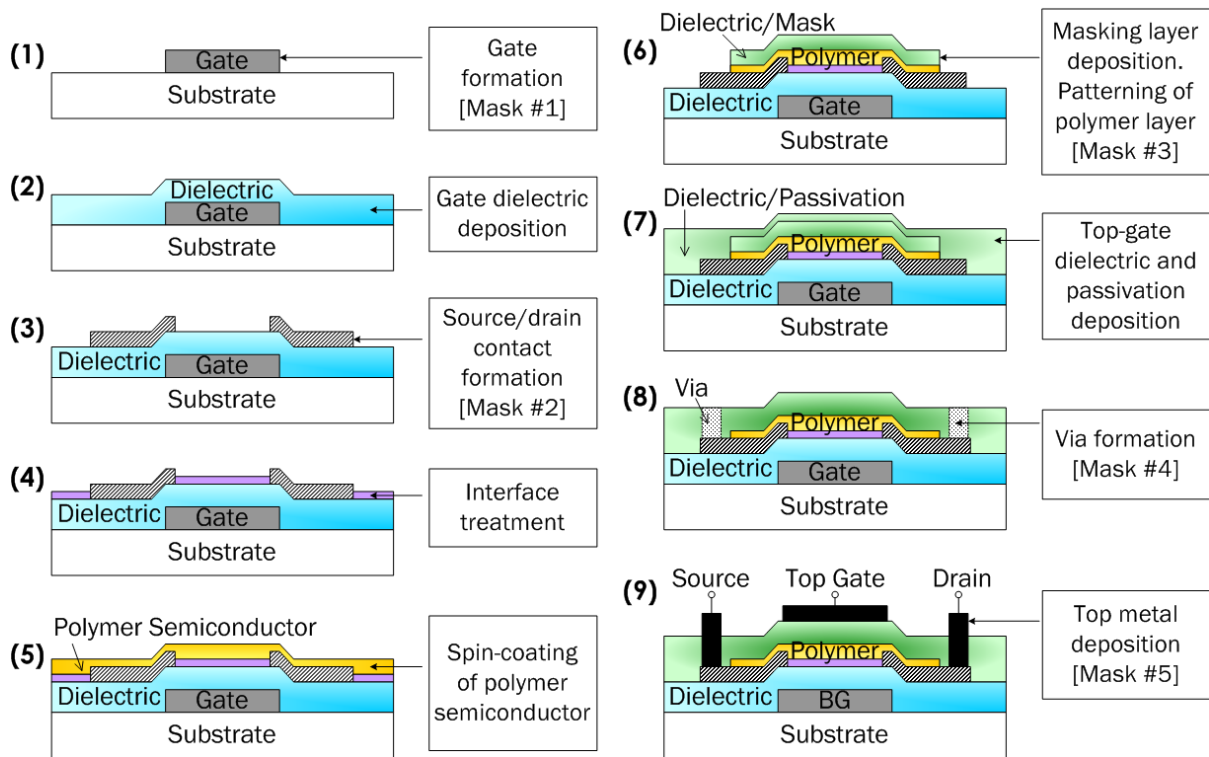 (1)
Gate
Substrate
Gate
formation
[Mask #1]
(2)
Dielectric
Gate
Substrate
Gate dielectric
deposition
(3)
Dielectric
Gate
Substrate
Source/drain
contact
formation
[Mask #2]
(4)
Dielectric
Gate
Substrate
Interface
treatment
(5)
Polymer Semiconductor
Dielectric
Gate
Substrate
Spin-coating
of polymer
semiconductor
(6)
Dielectric/Mask
Polymer
Dielectric
Gate
Substrate
Masking layer
deposition.
Patterning of
polymer layer
[Mask #3]
(7)
Dielectric/Passivation
Polymer
Dielectric
Gate
Substrate
Top-gate
dielectric and
passivation
deposition
(8)
Via
Polymer
Dielectric
Gate
Substrate
Via formation
[Mask #4]
(9)
Source
Top Gate
Drain
Polymer
Dielectric
BG
Substrate
Top metal
deposition
[Mask #5]